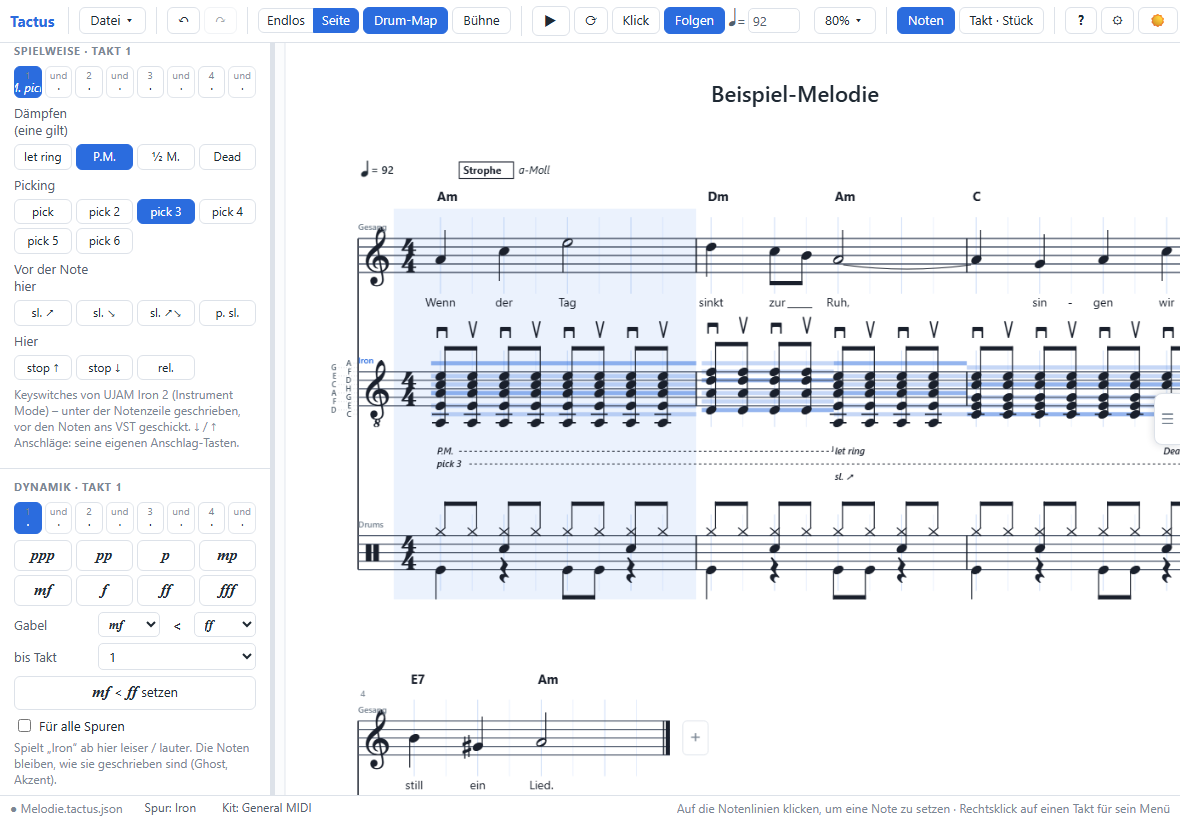 Tactus Datei Endlos Seite Drum-Map Bühne Klick Folgen = 92 80% Noten Takt · Stück ?
SPIELWEISE · TAKT 1
1 und 2 und 3 und 4 und
Dämpfen
(eine gilt)
let ring P.M. ½ M. Dead
Picking
pick pick 2 pick 3 pick 4
pick 5 pick 6
Vor der Note
hier
sl. ↗ sl. ↘ sl. ↗↘ p. sl.
Hier
stop ↑ stop ↓ rel.
Keyswitches von UJAM Iron 2 (Instrument
Mode) – unter der Notenzeile geschrieben,
vor den Noten ans VST geschickt. ↓ / ↑
Anschläge: seine eigenen Anschlag-Tasten.
DYNAMIK · TAKT 1
1 und 2 und 3 und 4 und
ppp pp p mp
mf f ff fff
Gabel mf < ff
bis Takt 1
mf < ff setzen
Für alle Spuren
Spielt „Iron“ ab hier leiser / lauter. Die Noten
bleiben, wie sie geschrieben sind (Ghost,
Akzent).
Beispiel-Melodie
= 92 Strophe a-Moll
Am Dm Am C
Gesang
Wenn der Tag sinkt zur ____ Ruh. sin - gen wir
Iron
P.M. let ring Dea
pick 3
sl. ↗
Drums
E7 Am
4
Gesang
still ein Lied.
+
● Melodie.tactus.json Spur: Iron Kit: General MIDI Auf die Notenlinien klicken, um eine Note zu setzen · Rechtsklick auf einen Takt für sein Menü